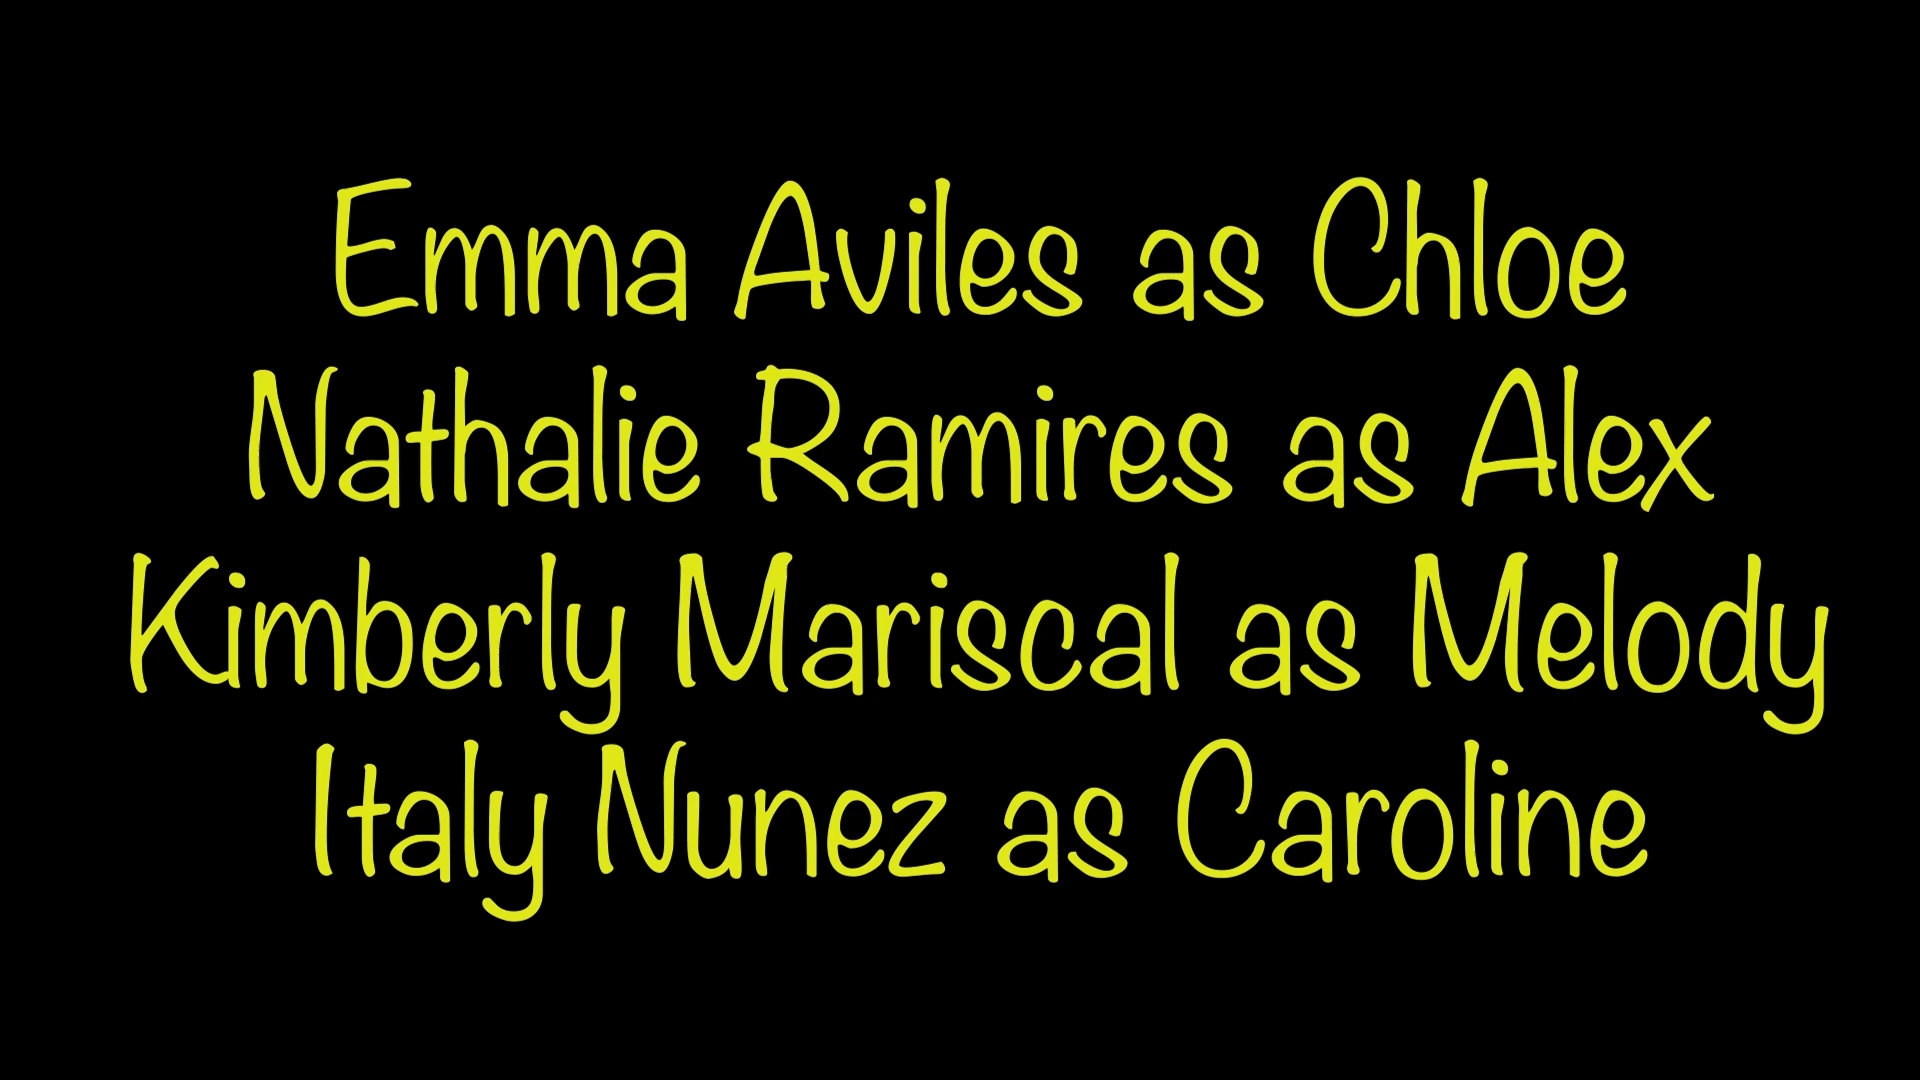 Emma Aviles as Chloe
Nathalie Ramires as Alex
Kimberly Mariscal as Melody
Italy Nunez as Caroline